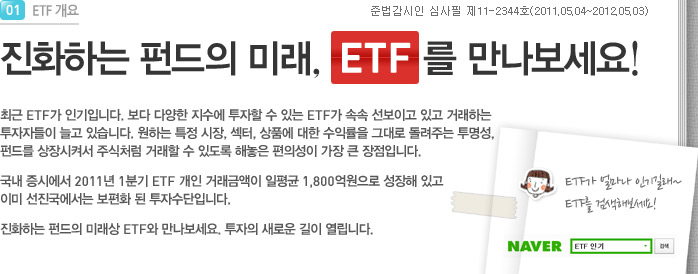 01 ETF 개요
준법감시인 심사필 제11-2344호(2011.05.04~2012.05.03)
진화하는 펀드의 미래, ETF를 만나보세요!
최근 ETF가 인기입니다. 보다 다양한 지수에 투자할 수 있는 ETF가 속속 선보이고 있고 거래하는
투자자들이 늘고 있습니다. 원하는 특정 시장, 섹터, 상품에 대한 수익률을 그대로 돌려주는 투명성,
펀드를 상장시켜서 주식처럼 거래할 수 있도록 해놓은 편의성이 가장 큰 장점입니다.
국내 증시에서 2011년 1분기 ETF 개인 거래금액이 일평균 1,800억원으로 성장해 있고
이미 선진국에서는 보편화 된 투자수단입니다.
진화하는 펀드의 미래상 ETF와 만나보세요. 투자의 새로운 길이 열립니다.
ETF가 얼마나 인기길래~
ETF를 검색해보세요!
NAVER ETF 인기 검색